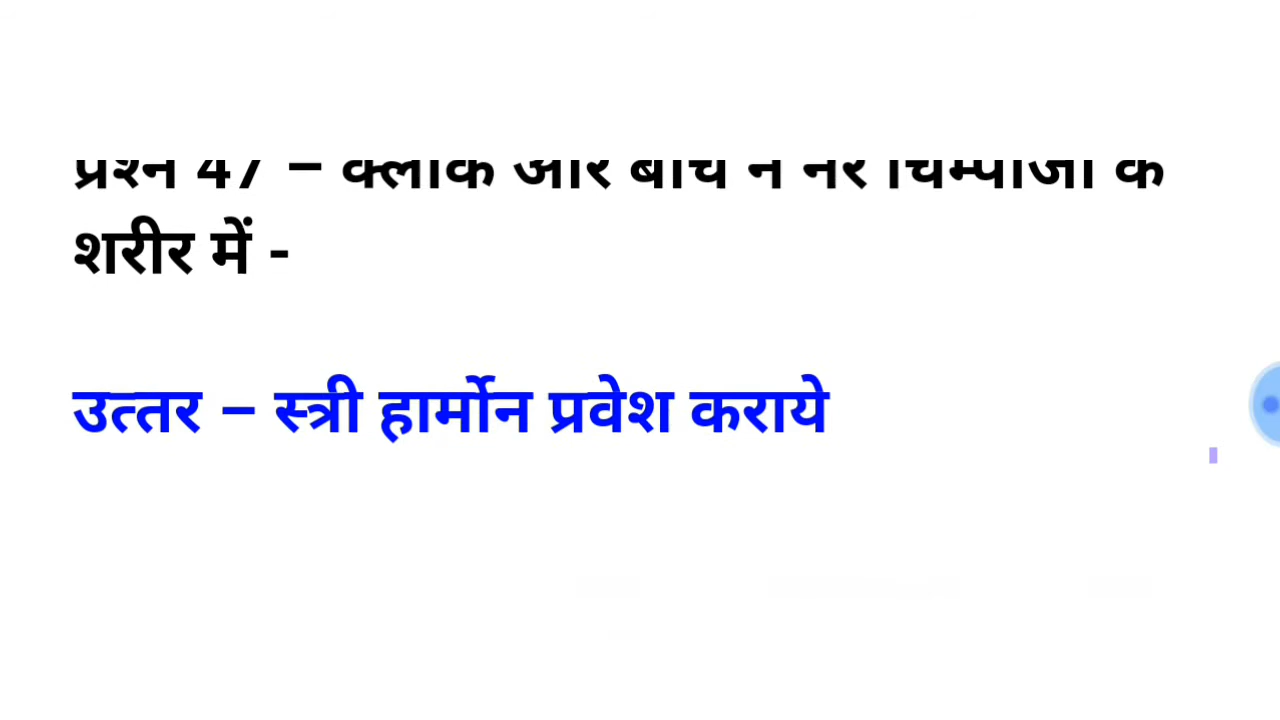 प्रश्न 47 – क्लार्क और ने नर चिम्पांजी के
शरीर में -
उत्तर – स्त्री हार्मोन प्रवेश कराये